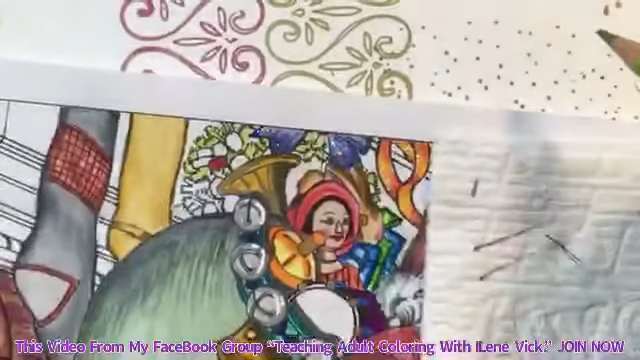 This Video From My FaceBook Group "Teaching Adult Coloring With ILene Vick." JOIN NOW